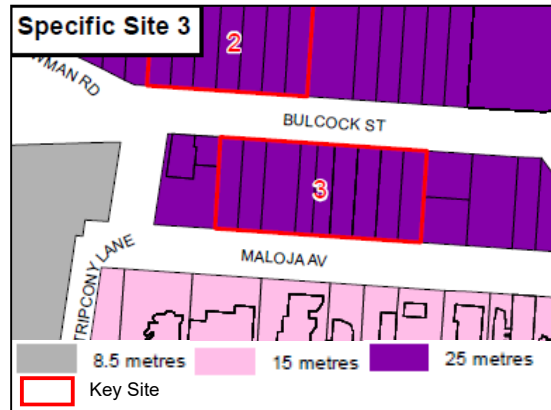 Specific Site 3
2
WMAN RD
BULCOCK ST
3
MALOJA AV
TRIPCONY LANE
8.5 metres 15 metres 25 metres
Key Site